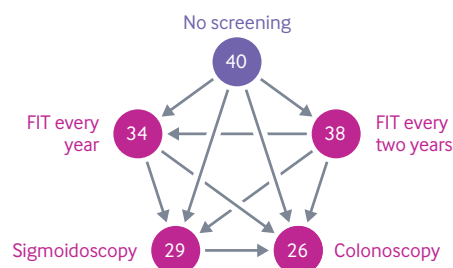 No screening
40
FIT every
year
34
38
FIT every
two years
Sigmoidoscopy
29
26
Colonoscopy